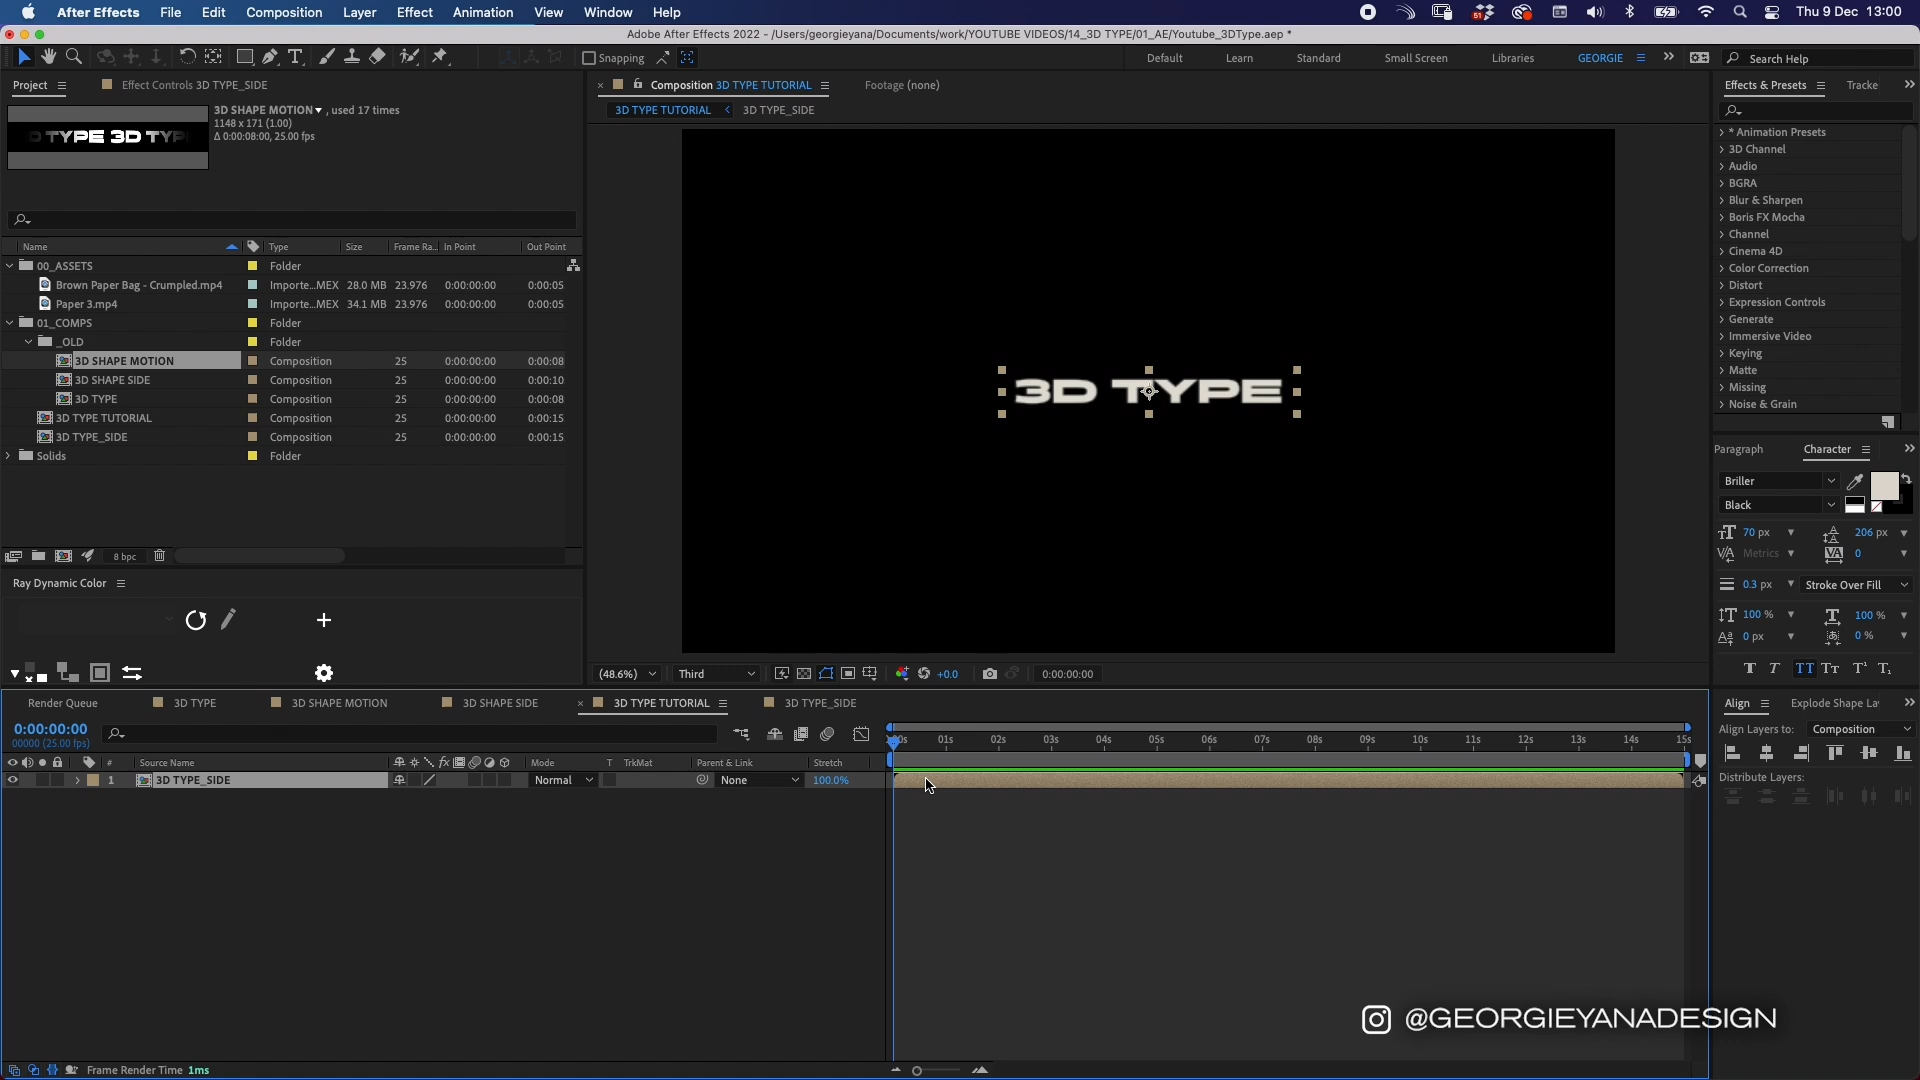 After Effects File Edit Composition Layer Effect Animation View Window Help 51 Thu 9 Dec 13:00
Adobe After Effects 2022 - /Users/georgieyana/Documents/work/YOUTUBE VIDEOS/14_3D TYPE/01_AE/Youtube_3DType.aep *
Snapping Default Learn Standard Small Screen Libraries GEORGIE Search Help
Project Effect Controls 3D TYPE_SIDE Composition 3D TYPE TUTORIAL Footage (none) Effects & Presets Tracke
3D SHAPE MOTION , used 17 times
1148 x 171 (1.00)
Δ 0:00:08:00, 25.00 fps
D TYPE 3D TYP
3D TYPE TUTORIAL 3D TYPE_SIDE
Name Type Size Frame Ra... In Point Out Point
00_ASSETS Folder
Brown Paper Bag - Crumpled.mp4 Importe...MEX 28.0 MB 23.976 0:00:00:00 0:00:05
Paper 3.mp4 Importe...MEX 34.1 MB 23.976 0:00:00:00 0:00:05
01_COMPS Folder
_OLD Folder
3D SHAPE MOTION Composition 25 0:00:00:00 0:00:08
3D SHAPE SIDE Composition 25 0:00:00:00 0:00:10
3D TYPE Composition 25 0:00:00:00 0:00:08
3D TYPE TUTORIAL Composition 25 0:00:00:00 0:00:15
3D TYPE_SIDE Composition 25 0:00:00:00 0:00:15
Solids Folder
8 bpc
3D TYPE
* Animation Presets
3D Channel
Audio
BGRA
Blur & Sharpen
Boris FX Mocha
Channel
Cinema 4D
Color Correction
Distort
Expression Controls
Generate
Immersive Video
Keying
Matte
Missing
Noise & Grain
Paragraph Character
Briller
Black
70 px 206 px
Metrics 0
0.3 px Stroke Over Fill
100 % 100 %
0 px 0 %
Ray Dynamic Color
(48.6%) Third +0.0 0:00:00:00
Render Queue 3D TYPE 3D SHAPE MOTION 3D SHAPE SIDE 3D TYPE TUTORIAL 3D TYPE_SIDE
0:00:00:00
00000 (25.00 fps)
00s 01s 02s 03s 04s 05s 06s 07s 08s 09s 10s 11s 12s 13s 14s 15s
# Source Name Mode T TrkMat Parent & Link Stretch
1 3D TYPE_SIDE Normal None 100.0%
Align Explode Shape La
Align Layers to: Composition
Distribute Layers:
@GEORGIEYANADESIGN
Frame Render Time 1ms